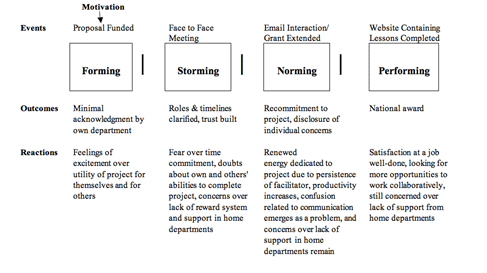 Motivation
Events
Proposal Funded
Face to Face
Meeting
Email Interaction/
Grant Extended
Website Containing
Lessons Completed
Forming
Storming
Norming
Performing
Outcomes
Minimal
acknowledgment by
own department
Roles & timelines
clarified, trust built
Recommitment to
project, disclosure of
individual concerns
National award
Reactions
Feelings of
excitement over
utility of project for
themselves and for
others
Fear over time
commitment, doubts
about own and others'
abilities to complete
project, concerns over
lack of reward system
and support in home
departments
Renewed
energy dedicated to
project due to persistence
of facilitator, productivity
increases, confusion
related to communication
emerges as a problem, and
concerns over lack of
support in home
departments remain
Satisfaction at a job
well-done, looking for
more opportunities to
work collaboratively,
still concerned over
lack of support from
home departments